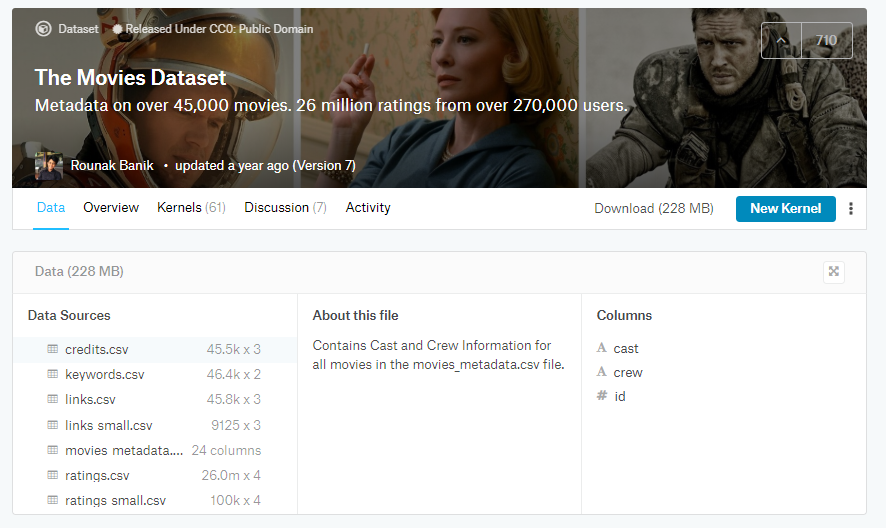 Dataset Released Under CC0: Public Domain
710
The Movies Dataset
Metadata on over 45,000 movies. 26 million ratings from over 270,000 users.
Rounak Banik • updated a year ago (Version 7)
Data Overview Kernels (61) Discussion (7) Activity Download (228 MB) New Kernel
Data (228 MB)
Data Sources
credits.csv 45.5k x 3
keywords.csv 46.4k x 2
links.csv 45.8k x 3
links small.csv 9125 x 3
movies metadata.... 24 columns
ratings.csv 26.0m x 4
ratings small.csv 100k x 4
About this file
Contains Cast and Crew Information for
all movies in the movies_metadata.csv file.
Columns
A cast
A crew
# id